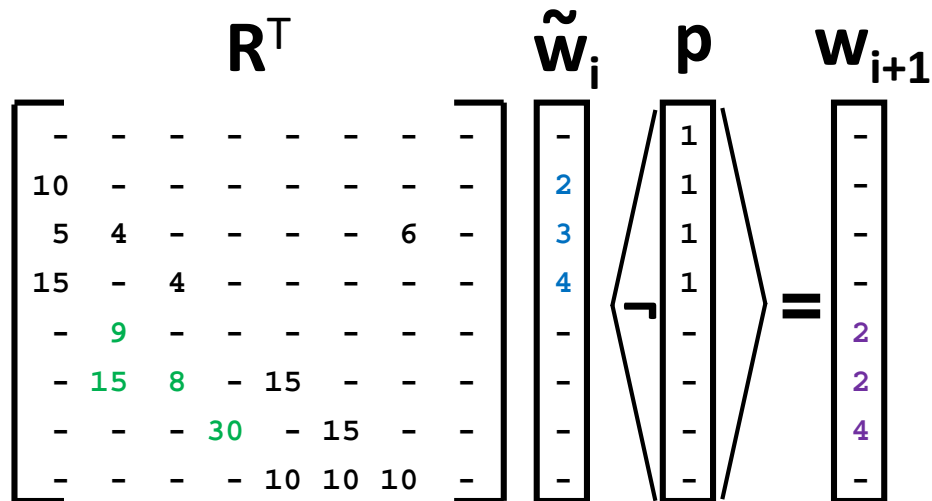 Rᵀ w̃ᵢ p wᵢ₊₁
- - - - - - - - - 1 -
10 - - - - - - - 2 1 -
5 4 - - - - 6 - 3 1 -
15 - 4 - - - - - 4 1 -
- 9 - - - - - - - ¬ - = 2
- 15 8 - 15 - - - - - 2
- - - 30 - 15 - - - - 4
- - - - 10 10 10 - - - -